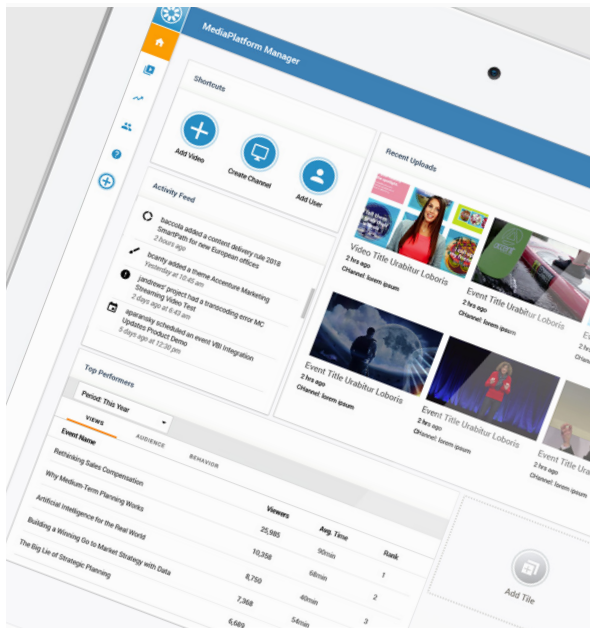 MediaPlatform Manager
Shortcuts
Add Video
Create Channel
Add User
Activity Feed
baccola added a content delivery rule 2018
SmartPath for new European offices
2 hours ago
bcanty added a theme Accenture Marketing
Yesterday at 10:45 am
jandrews' project had a transcoding error MC
Streaming Video Test
2 days ago at 6:43 am
aparansky scheduled an event VBI Integration
Updates Product Demo
5 days ago at 12:30 pm
Recent Uploads
Video Title Urabitur Loboris
2 hrs ago
CHannel: lorem ipsum
Event Title Urabitur Loboris
2 hrs ago
CHannel: lorem ipsum
Event Title Urabitur Loboris
2 hrs ago
CHannel: lorem ipsum
Event Title Urabitur Loboris
2 hrs ago
CHannel: lorem ipsum
Event Title Ura
2 hrs ago
CHannel: lorem ipsum
Top Performers
Period: This Year
VIEWS
AUDIENCE
BEHAVIOR
Event Name Viewers Avg. Time Rank
Rethinking Sales Compensation 25,985 90min 1
Why Medium-Term Planning Works 10,358 68min 2
Artificial Intelligence for the Real World 8,750 40min 3
Building a Winning Go to Market Strategy with Data 7,368 54min
The Big Lie of Strategic Planning 6,689
Add Tile